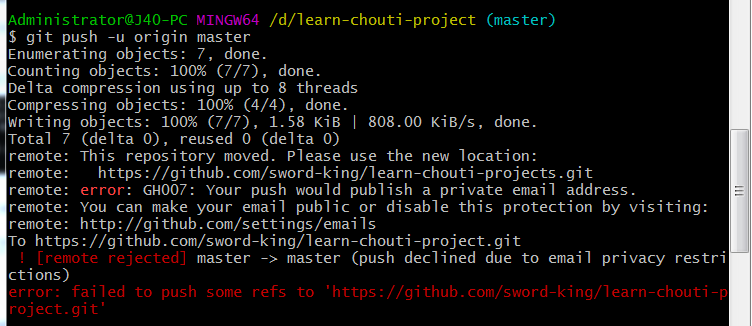 Administrator@J40-PC MINGW64 /d/learn-chouti-project (master)
$ git push -u origin master
Enumerating objects: 7, done.
Counting objects: 100% (7/7), done.
Delta compression using up to 8 threads
Compressing objects: 100% (4/4), done.
Writing objects: 100% (7/7), 1.58 KiB | 808.00 KiB/s, done.
Total 7 (delta 0), reused 0 (delta 0)
remote: This repository moved. Please use the new location:
remote:   https://github.com/sword-king/learn-chouti-projects.git
remote: error: GH007: Your push would publish a private email address.
remote: You can make your email public or disable this protection by visiting:
remote: http://github.com/settings/emails
To https://github.com/sword-king/learn-chouti-project.git
 ! [remote rejected] master -> master (push declined due to email privacy restri
ctions)
error: failed to push some refs to 'https://github.com/sword-king/learn-chouti-p
roject.git'